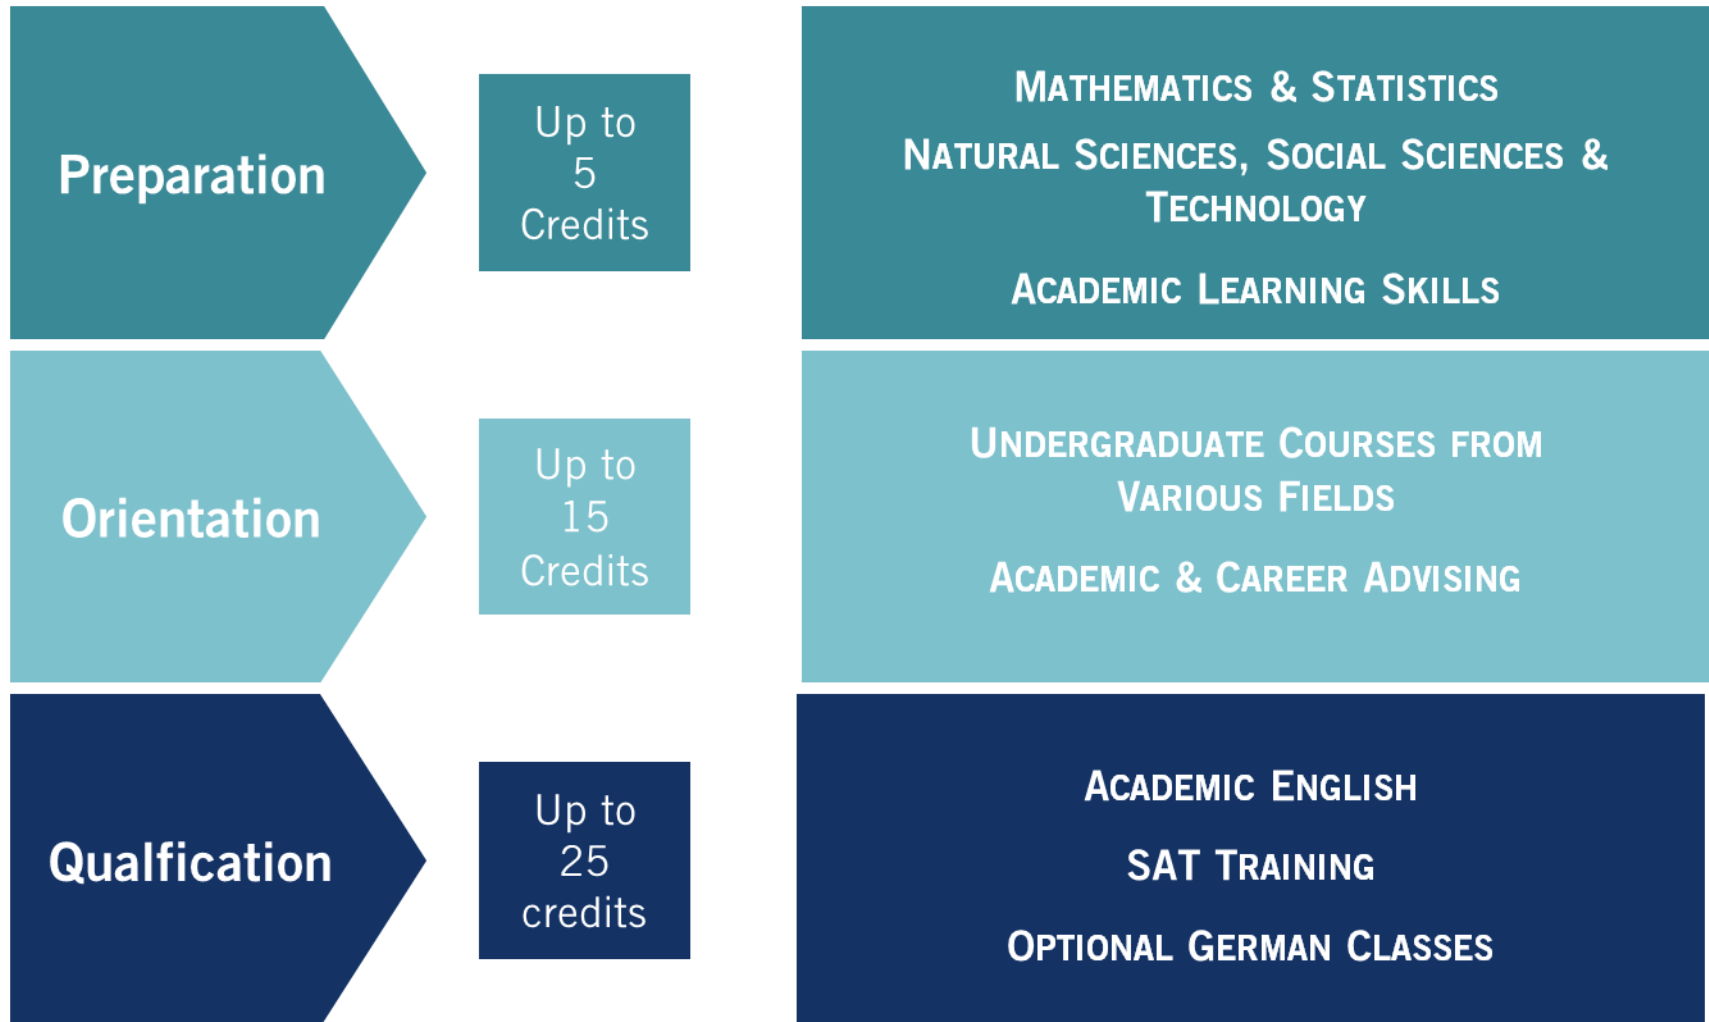 Preparation
Up to
5
Credits
MATHEMATICS & STATISTICS
NATURAL SCIENCES, SOCIAL SCIENCES &
TECHNOLOGY
ACADEMIC LEARNING SKILLS
Orientation
Up to
15
Credits
UNDERGRADUATE COURSES FROM
VARIOUS FIELDS
ACADEMIC & CAREER ADVISING
Qualfication
Up to
25
credits
ACADEMIC ENGLISH
SAT TRAINING
OPTIONAL GERMAN CLASSES